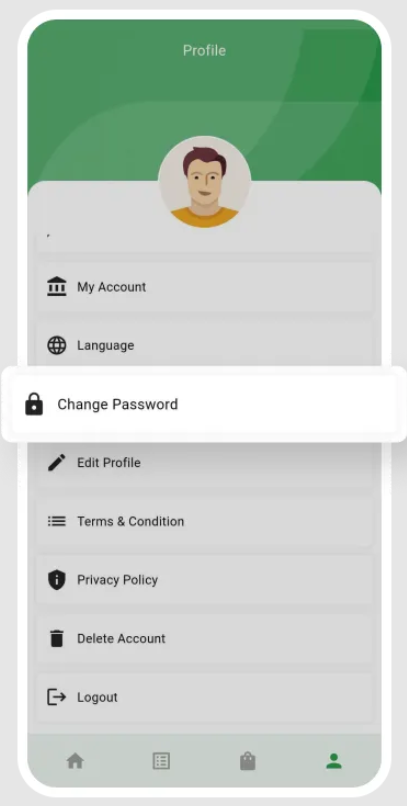 Profile
My Account
Language
Change Password
Edit Profile
Terms & Condition
Privacy Policy
Delete Account
Logout